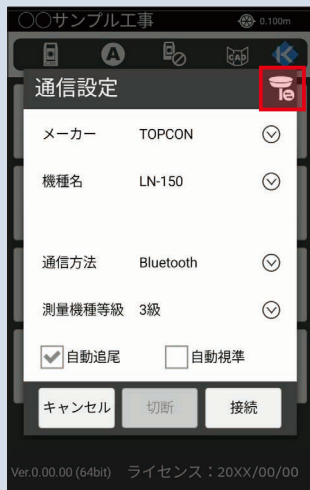 ○○サンプル工事 0.100m
A CAD
通信設定
メーカー TOPCON
機種名 LN-150
通信方法 Bluetooth
測量機種等級 3級
自動追尾 自動視準
キャンセル 切断 接続
Ver.0.00.00 (64bit) ライセンス：20XX/00/00